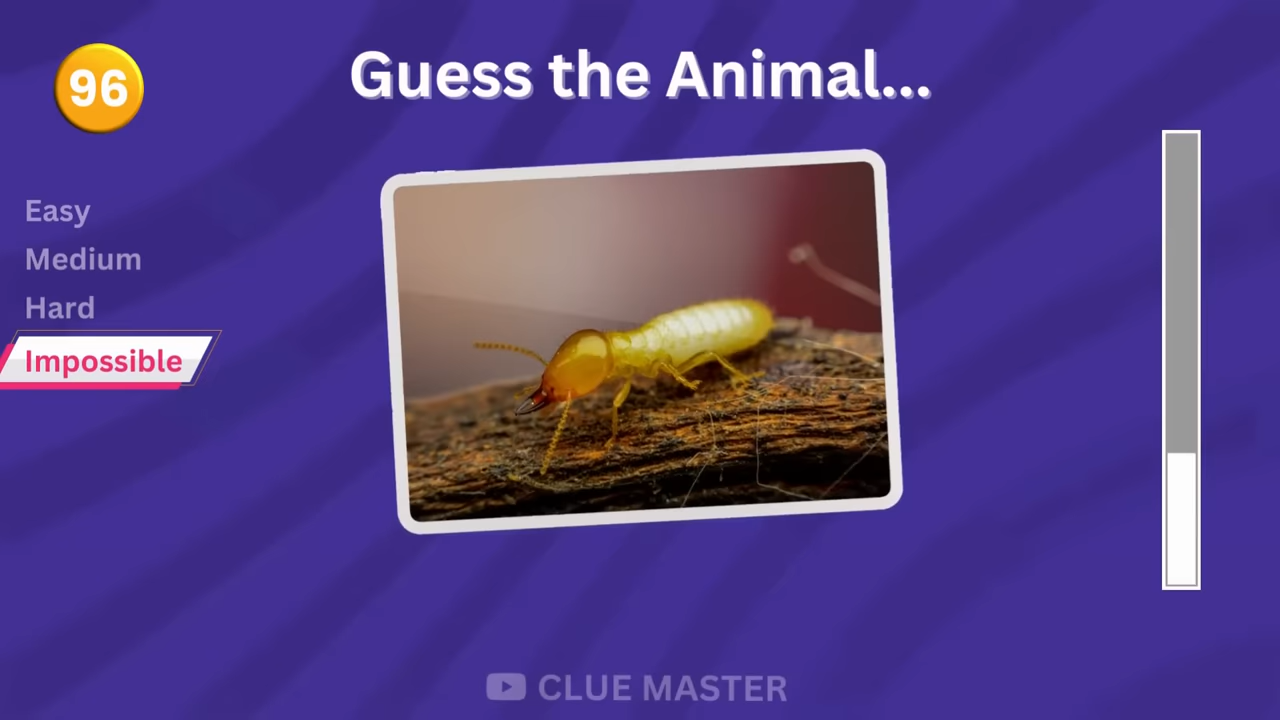 96
Guess the Animal...
Easy
Medium
Hard
Impossible
CLUE MASTER